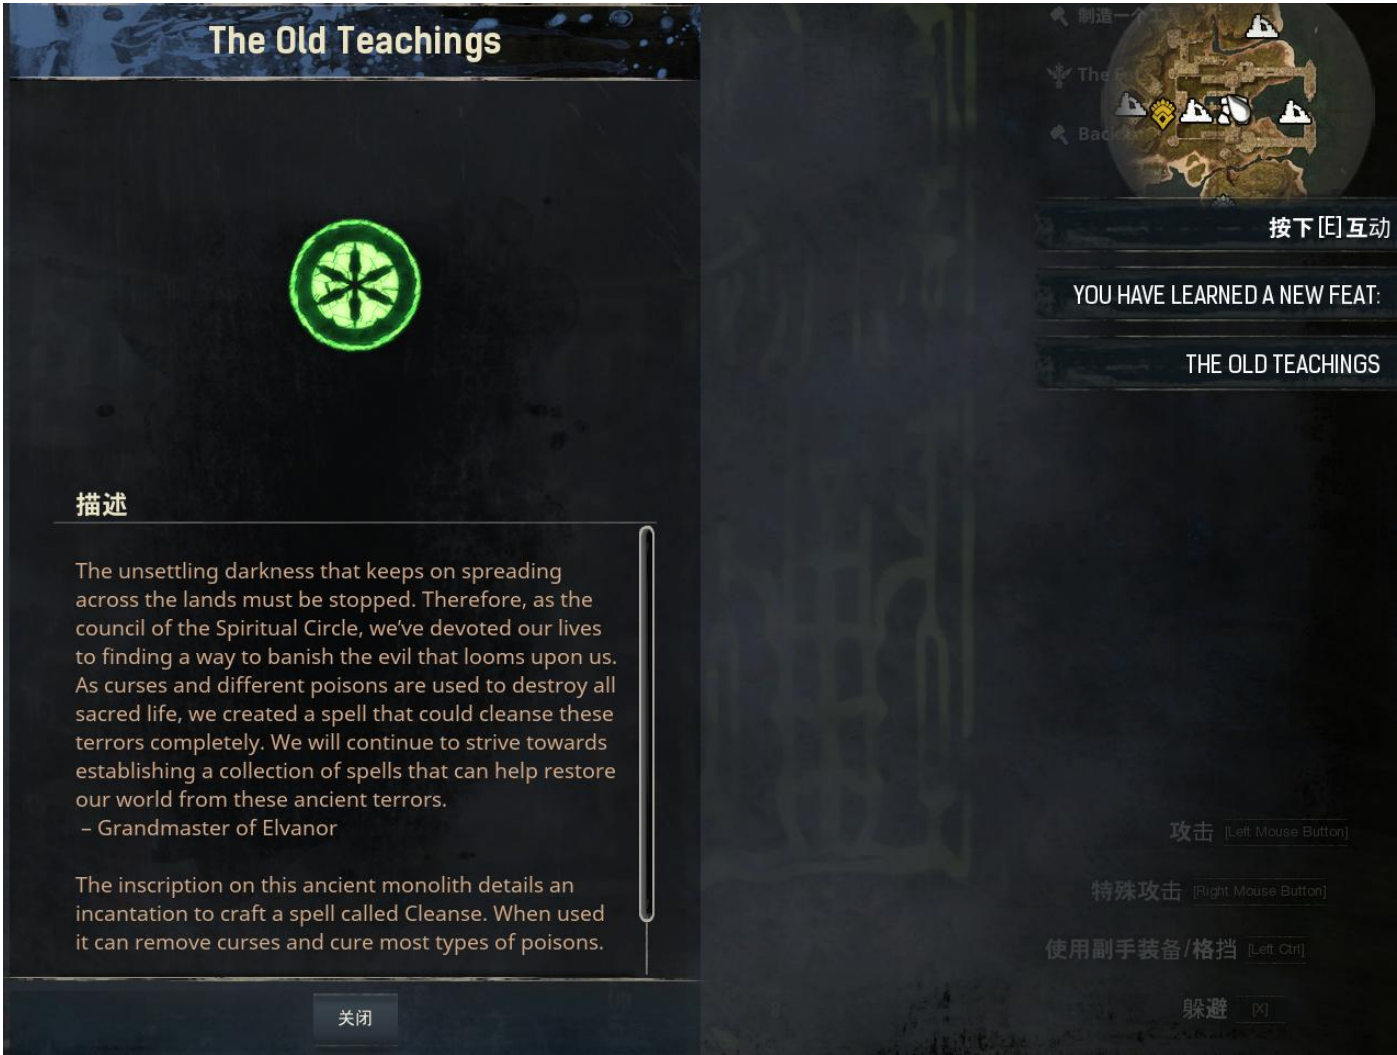 The Old Teachings
描述
The unsettling darkness that keeps on spreading
across the lands must be stopped. Therefore, as the
council of the Spiritual Circle, we’ve devoted our lives
to finding a way to banish the evil that looms upon us.
As curses and different poisons are used to destroy all
sacred life, we created a spell that could cleanse these
terrors completely. We will continue to strive towards
establishing a collection of spells that can help restore
our world from these ancient terrors.
– Grandmaster of Elvanor
The inscription on this ancient monolith details an
incantation to craft a spell called Cleanse. When used
it can remove curses and cure most types of poisons.
关闭
制造一个
The
按下[E]互动
YOU HAVE LEARNED A NEW FEAT:
THE OLD TEACHINGS
攻击 [Left Mouse Button]
特殊攻击 [Right Mouse Button]
使用副手装备/格挡 [Left Ctrl]
躲避 [X]